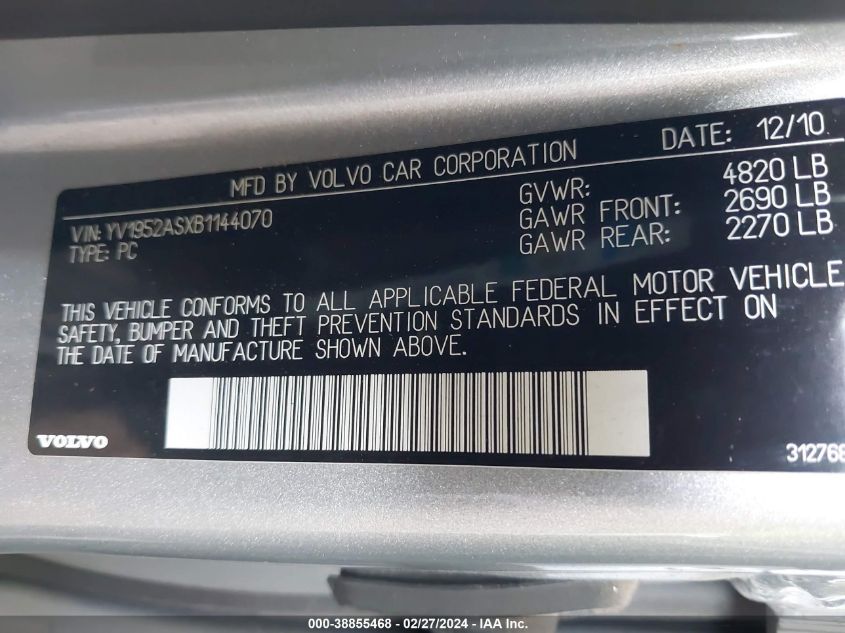 MFD BY VOLVO CAR CORPORATION DATE: 12/10
VIN: YV1952ASXB1144070
TYPE: PC
GVWR: 4820 LB
GAWR FRONT: 2690 LB
GAWR REAR: 2270 LB
THIS VEHICLE CONFORMS TO ALL APPLICABLE FEDERAL MOTOR VEHICLE
SAFETY, BUMPER AND THEFT PREVENTION STANDARDS IN EFFECT ON
THE DATE OF MANUFACTURE SHOWN ABOVE.
VOLVO
312768
000-38855468 - 02/27/2024 - IAA Inc.